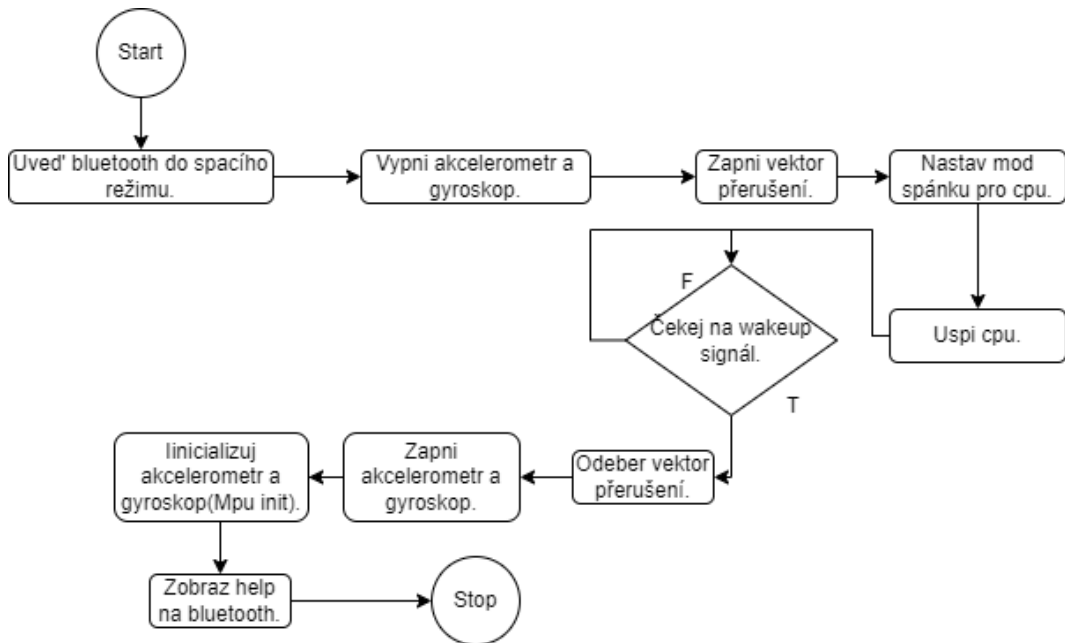 Start
Uved' bluetooth do spacího
režimu.
Vypni akcelerometr a
gyroskop.
Zapni vektor
přerušení.
Nastav mod
spánku pro cpu.
Uspi cpu.
F
Čekej na wakeup
signál.
T
Odeber vektor
přerušení.
Zapni
akcelerometr a
gyroskop.
Iinicializuj
akcelerometr a
gyroskop(Mpu init).
Zobraz help
na bluetooth.
Stop